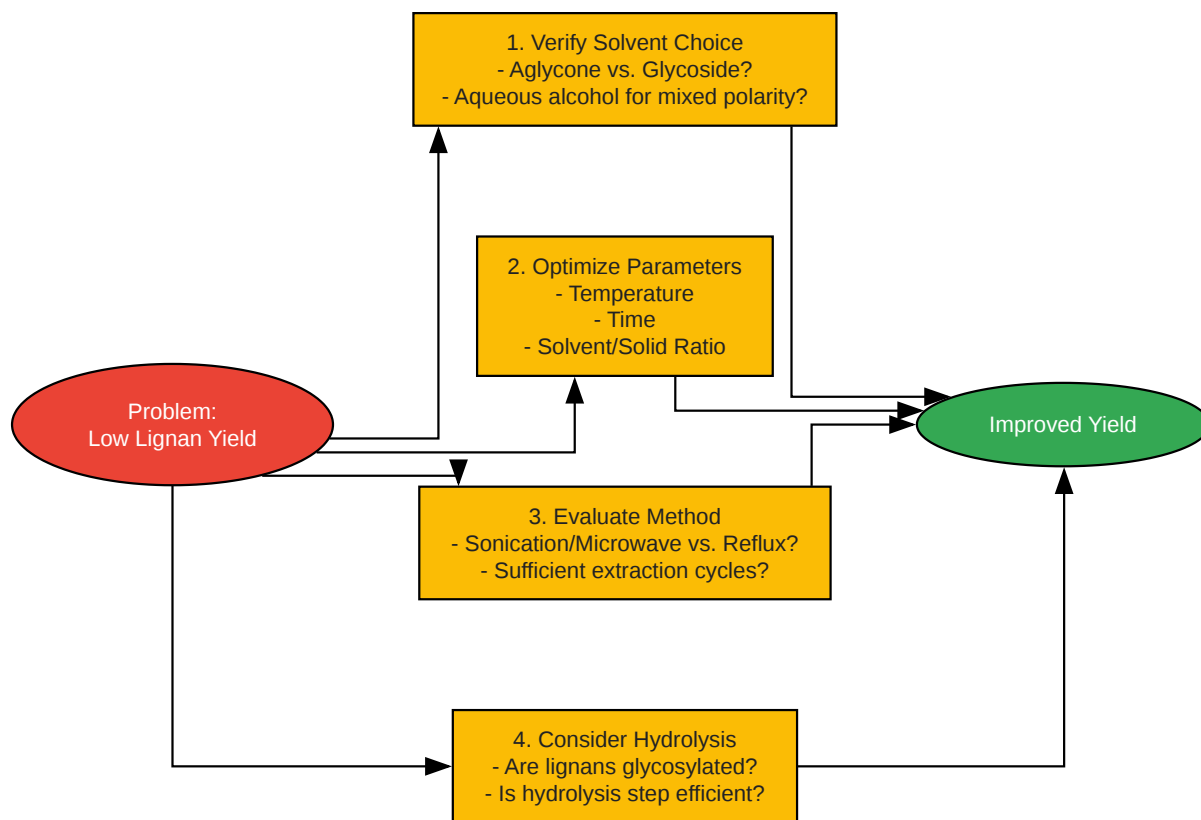 1. Verify Solvent Choice
- Aglycone vs. Glycoside?
- Aqueous alcohol for mixed polarity?
2. Optimize Parameters
- Temperature
- Time
- Solvent/Solid Ratio
Problem:
Low Lignan Yield
Improved Yield
3. Evaluate Method
- Sonication/Microwave vs. Reflux?
- Sufficient extraction cycles?
4. Consider Hydrolysis
- Are lignans glycosylated?
- Is hydrolysis step efficient?